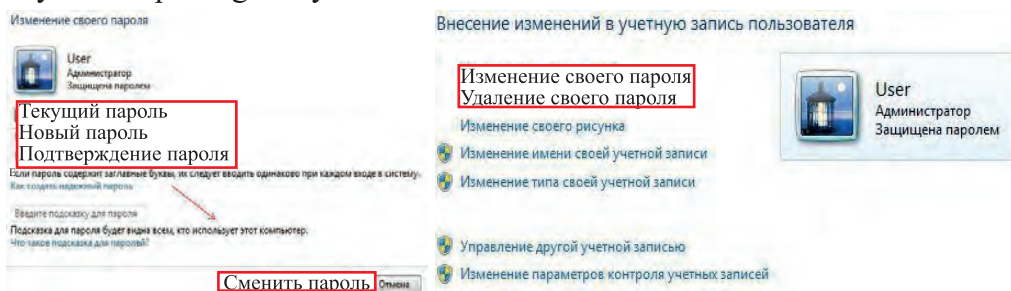 Изменение своего пароля
User
Администратор
Защищена паролем
Текущий пароль
Новый пароль
Подтверждение пароля
Если пароль содержит заглавные буквы, их следует вводить одинаково при каждом входе в систему.
Как создать надежный пароль
Введите подсказку для пароля
Подсказка для пароля будет видна всем, кто использует этот компьютер.
Что такое подсказка для паролей?
Сменить пароль
Отмена
Внесение изменений в учетную запись пользователя
Изменение своего пароля
Удаление своего пароля
Изменение своего рисунка
Изменение имени своей учетной записи
Изменение типа своей учетной записи
Управление другой учетной записью
Изменение параметров контроля учетных записей
User
Администратор
Защищена паролем